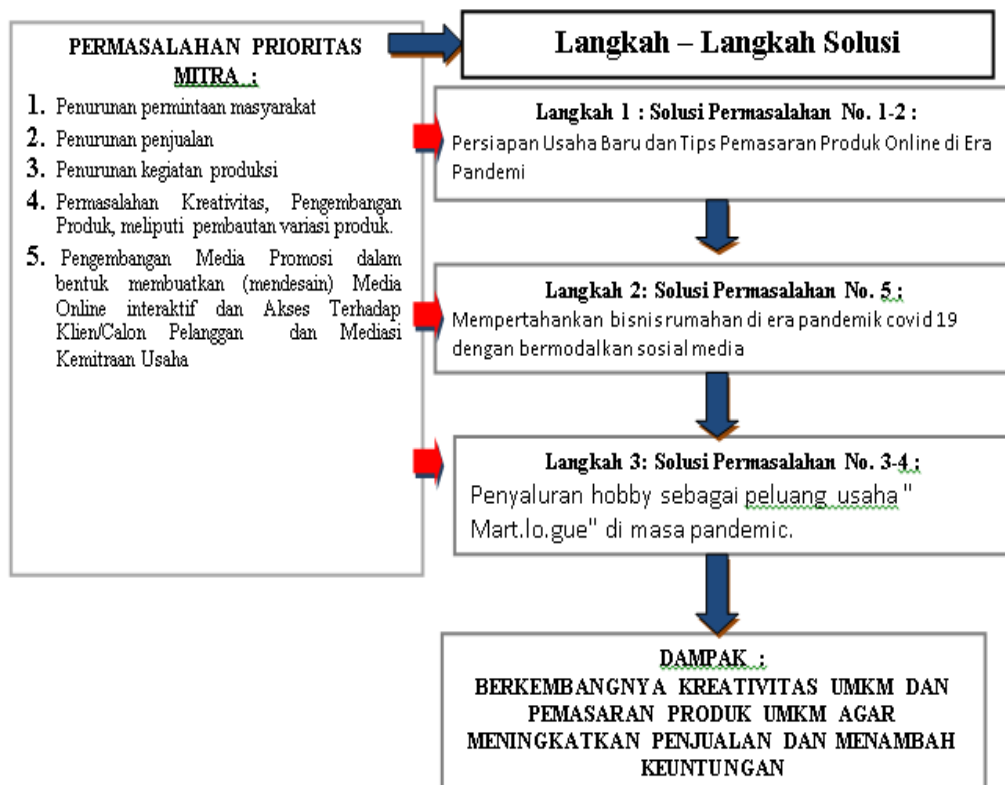 PERMASALAHAN PRIORITAS
MITRA :
1. Penurunan permintaan masyarakat
2. Penurunan penjualan
3. Penurunan kegiatan produksi
4. Permasalahan Kreativitas, Pengembangan
Produk, meliputi pembautan variasi produk.
5. Pengembangan Media Promosi dalam
bentuk membuatkan (mendesain) Media
Online interaktif dan Akses Terhadap
Klien/Calon Pelanggan dan Mediasi
Kemitraan Usaha
Langkah – Langkah Solusi
Langkah 1 : Solusi Permasalahan No. 1-2 :
Persiapan Usaha Baru dan Tips Pemasaran Produk Online di Era
Pandemi
Langkah 2: Solusi Permasalahan No. 5 :
Mempertahankan bisnis rumahan di era pandemik covid 19
dengan bermodalkan sosial media
Langkah 3: Solusi Permasalahan No. 3-4 :
Penyaluran hobby sebagai peluang usaha "
Mart.lo.gue" di masa pandemic.
DAMPAK :
BERKEMBANGNYA KREATIVITAS UMKM DAN
PEMASARAN PRODUK UMKM AGAR
MENINGKATKAN PENJUALAN DAN MENAMBAH
KEUNTUNGAN